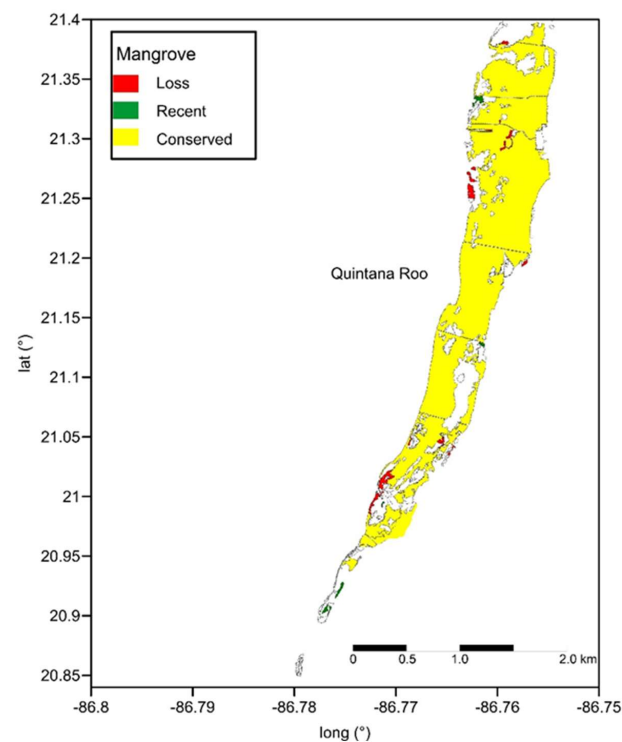 21.4
21.35
21.3
21.25
21.2
21.15
21.1
21.05
21
20.95
20.9
20.85
lat (°)
Mangrove
Loss
Recent
Conserved
Quintana Roo
0 0.5 1.0 2.0 km
-86.8 -86.79 -86.78 -86.77 -86.76 -86.75
long (°)